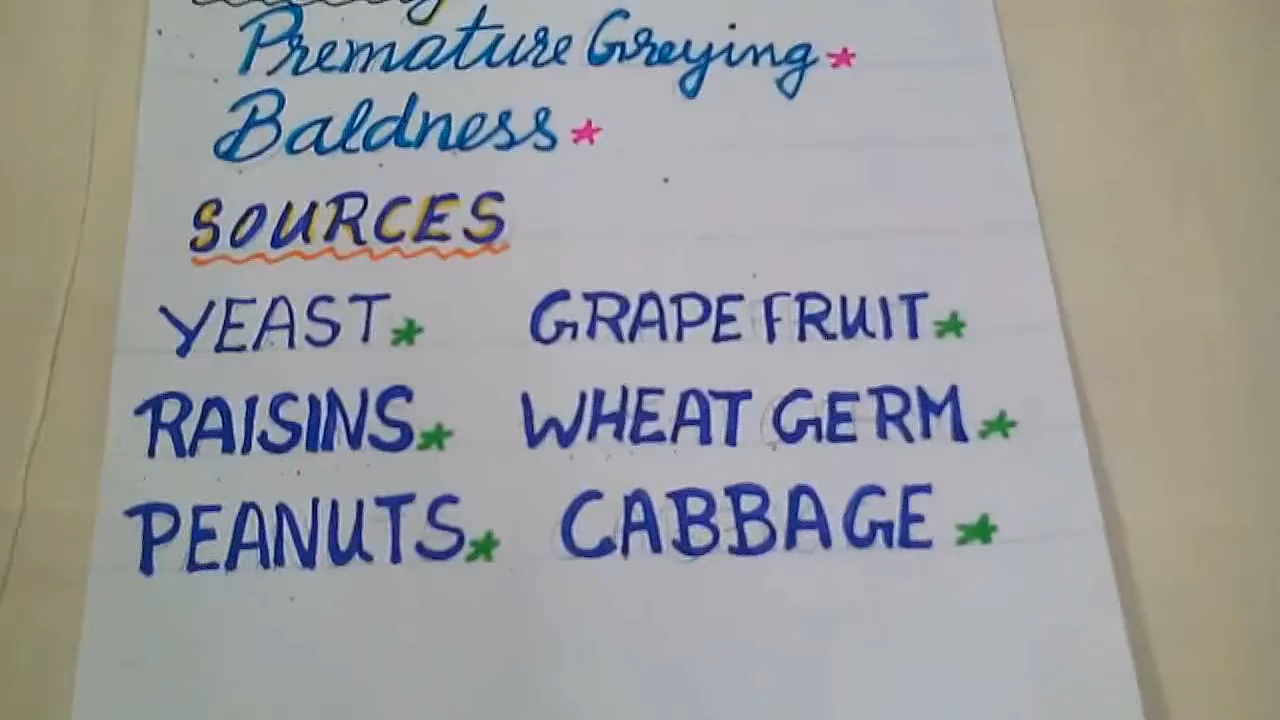 Premature Greying *
Baldness *
SOURCES
YEAST * GRAPE FRUIT *
RAISINS * WHEAT GERM *
PEANUTS * CABBAGE *